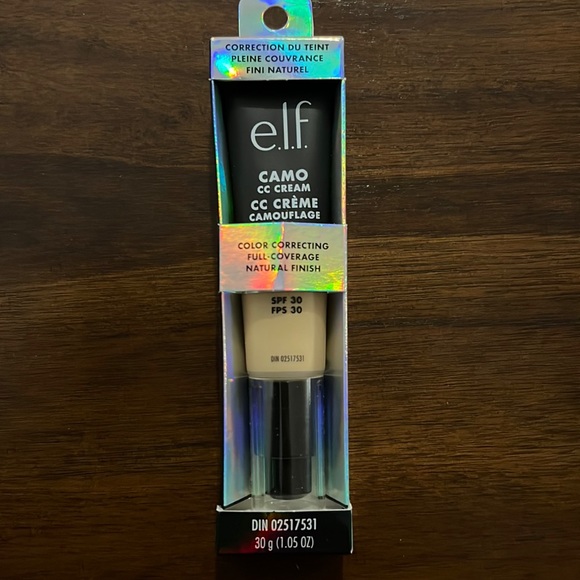 CORRECTION DU TEINT
PLEINE COUVRANCE
FINI NATUREL
e.l.f.
CAMO
CC CREAM
CC CRÈME
CAMOUFLAGE
COLOR CORRECTING
FULL-COVERAGE
NATURAL FINISH
SPF 30
FPS 30
DIN 02517531
DIN 02517531
30 g (1.05 OZ)